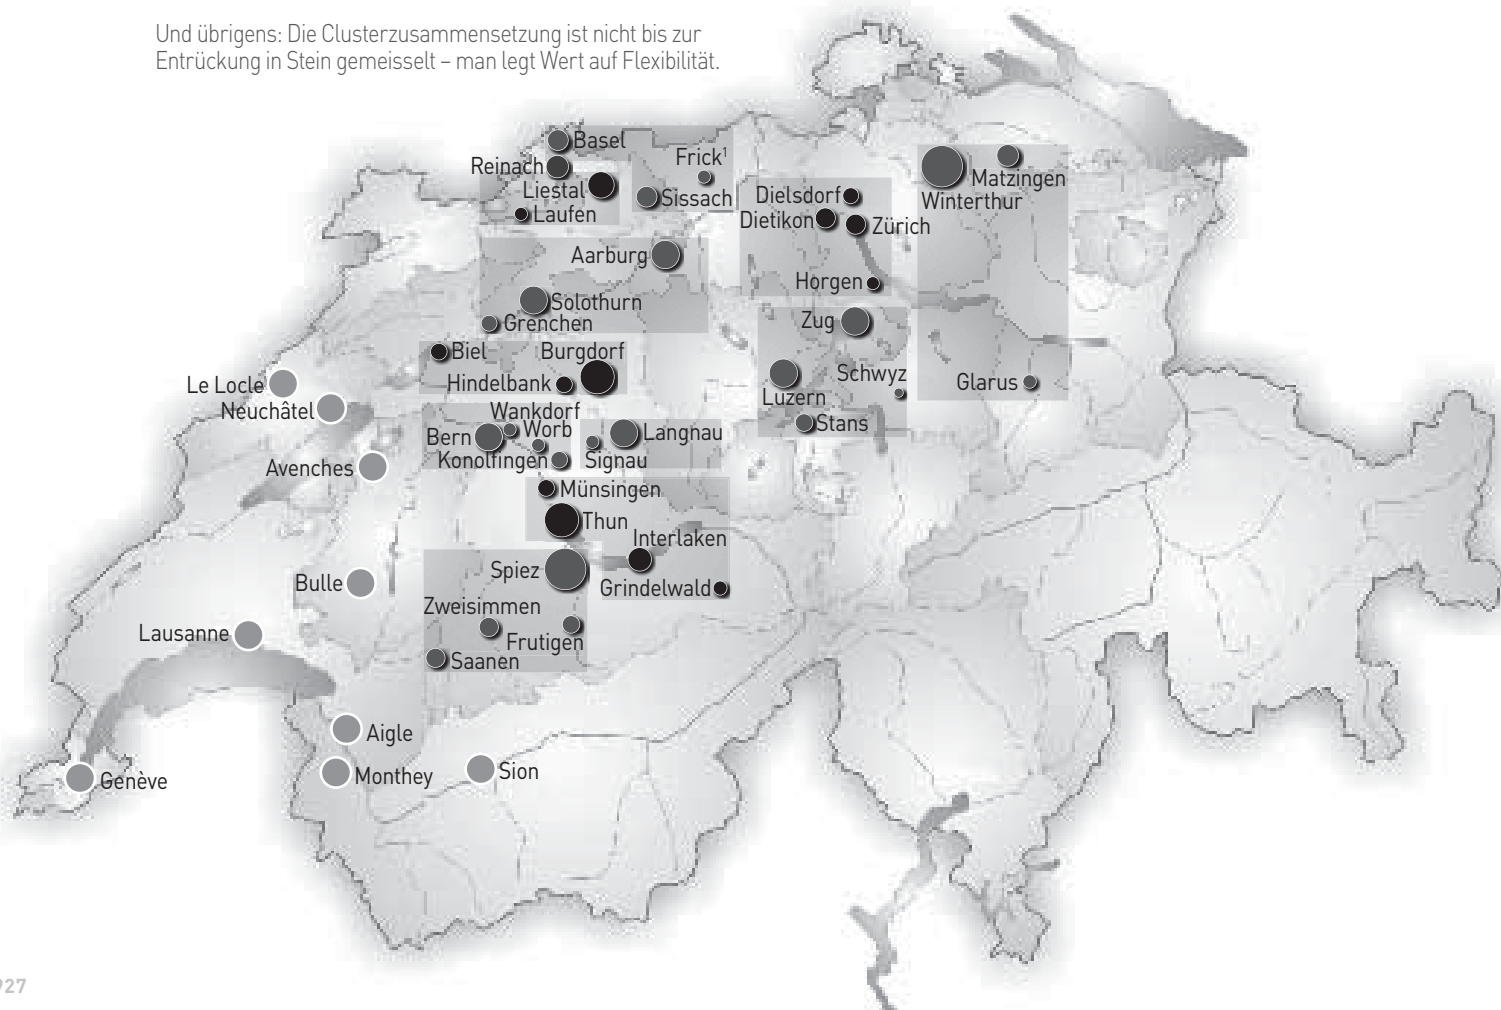 Und übrigens: Die Clusterzusammensetzung ist nicht bis zur
Entrückung in Stein gemeisselt – man legt Wert auf Flexibilität.
Basel
Reinach
Frick¹
Liestal
Sissach
Laufen
Dielsdorf
Dietikon
Zürich
Matzingen
Winterthur
Aarburg
Horgen
Solothurn
Grenchen
Zug
Biel
Burgdorf
Hindelbank
Schwyz
Luzern
Stans
Glarus
Le Locle
Neuchâtel
Wankdorf
Bern
Worb
Konolfingen
Langnau
Signau
Avenches
Münsingen
Thun
Interlaken
Spiez
Grindelwald
Bulle
Zweisimmen
Frutigen
Saanen
Lausanne
Aigle
Monthey
Sion
Genève